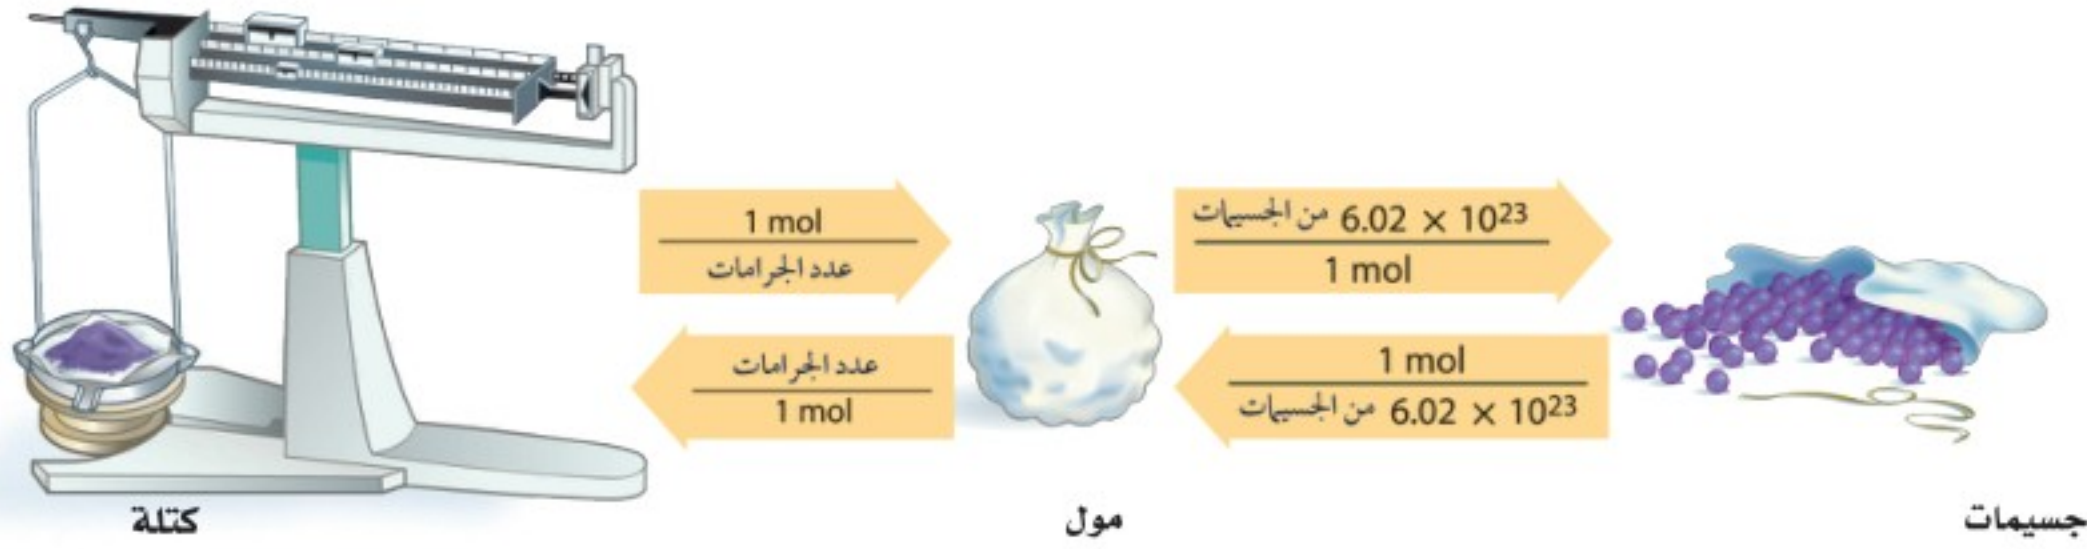 1 mol
عدد الجرامات
6.02 × 10²³ من الجسيمات
1 mol
عدد الجرامات
1 mol
1 mol
6.02 × 10²³ من الجسيمات
كتلة
مول
جسيمات